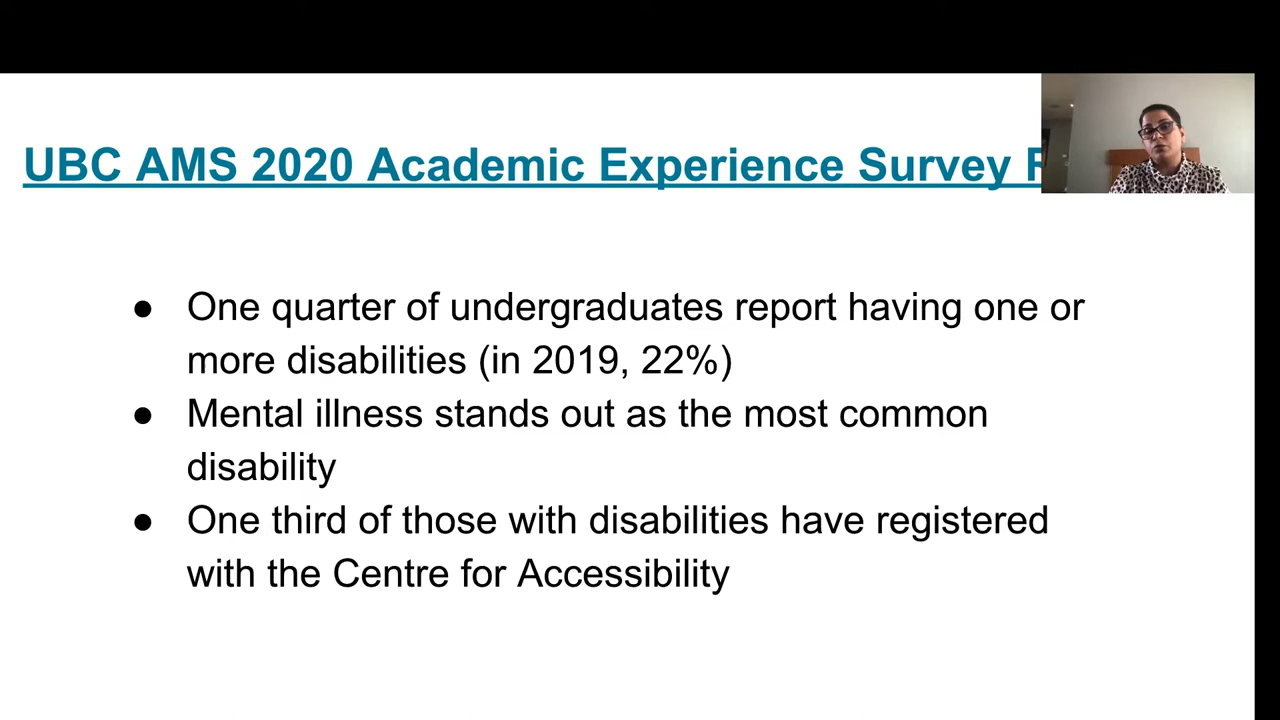 UBC AMS 2020 Academic Experience Survey
● One quarter of undergraduates report having one or
more disabilities (in 2019, 22%)
● Mental illness stands out as the most common
disability
● One third of those with disabilities have registered
with the Centre for Accessibility